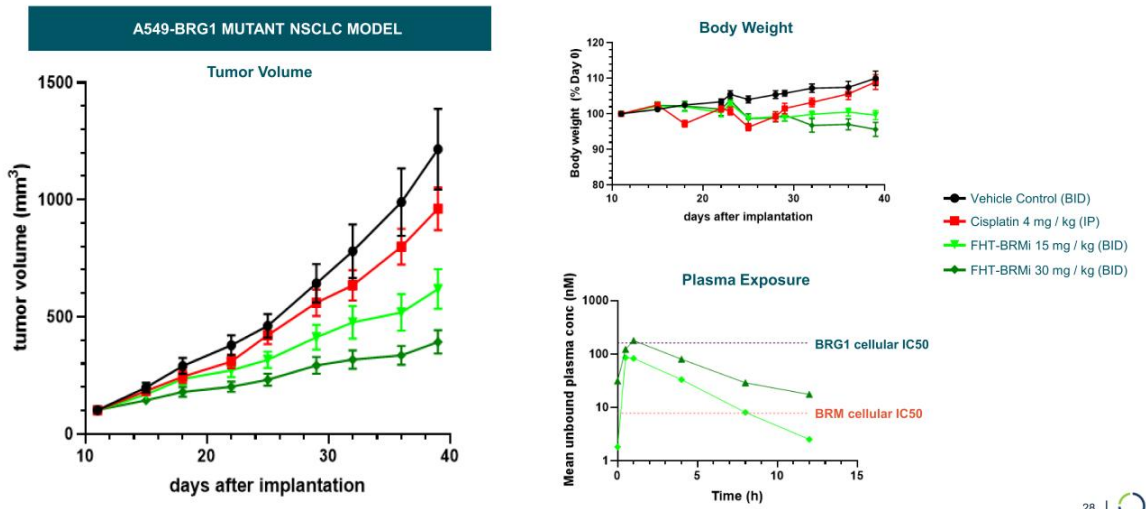 A549-BRG1 MUTANT NSCLC MODEL
Tumor Volume
1500
1000
500
0
10
20
30
40
tumor volume (mm³)
days after implantation
Body Weight
120
110
100
90
80
10
20
30
40
Body weight (% Day 0)
days after implantation
Vehicle Control (BID)
Cisplatin 4 mg / kg (IP)
FHT-BRMi 15 mg / kg (BID)
FHT-BRMi 30 mg / kg (BID)
Plasma Exposure
1000
100
10
1
0
5
10
15
Mean unbound plasma conc (nM)
Time (h)
BRG1 cellular IC50
BRM cellular IC50
28 |